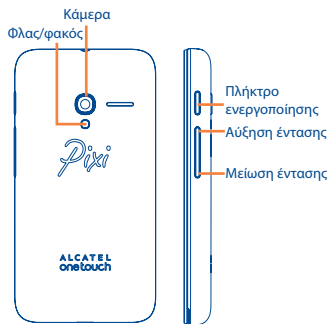 Κάμερα
Φλας/φακός
Πλήκτρο
ενεργοποίησης
Αύξηση έντασης
Μείωση έντασης
Pixi
ALCATEL
onetouch